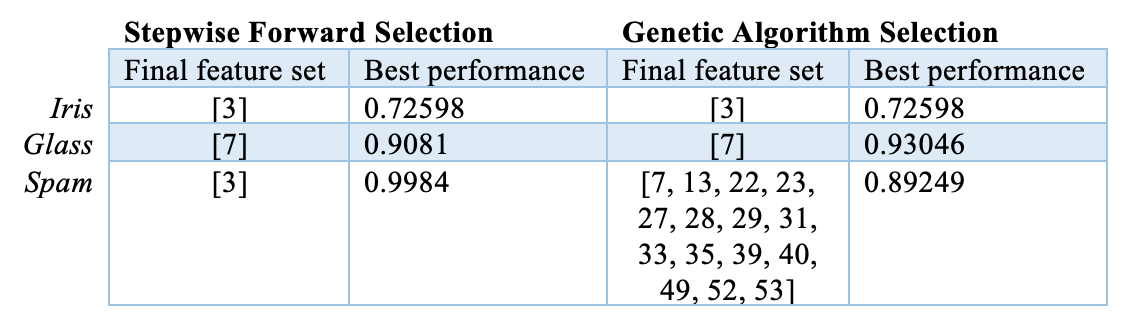 Stepwise Forward Selection Genetic Algorithm Selection
Final feature set Best performance Final feature set Best performance
Iris [3] 0.72598 [3] 0.72598
Glass [7] 0.9081 [7] 0.93046
Spam [3] 0.9984 [7, 13, 22, 23, 0.89249
27, 28, 29, 31,
33, 35, 39, 40,
49, 52, 53]